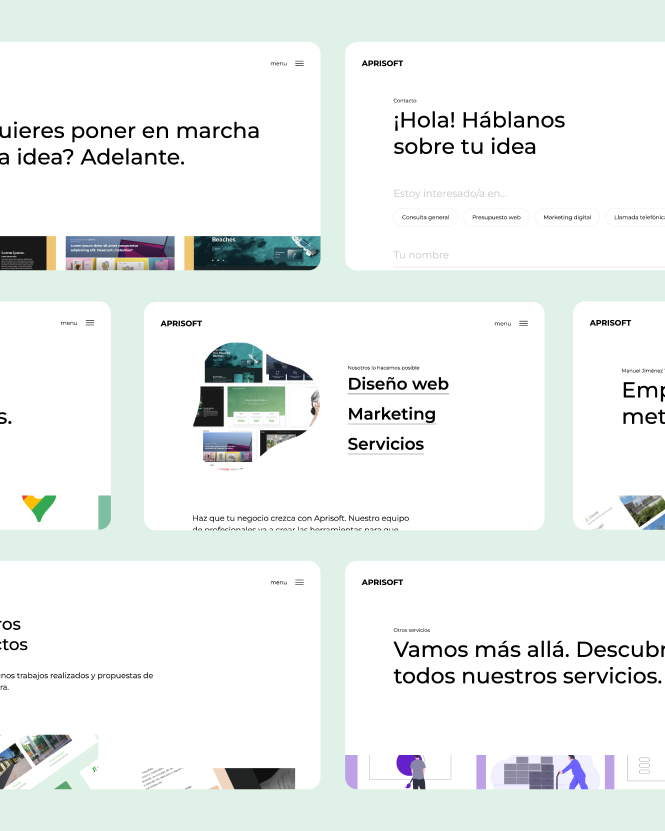 menu
uieres poner en marcha
a idea? Adelante.
Beaches
APRISOFT
Contacto
¡Hola! Háblanos
sobre tu idea
Estoy interesado/a en...
Consulta general
Presupuesto web
Marketing digital
Llamada telefónica
Tu nombre
menu
s.
APRISOFT
menu
Nosotros lo hacemos posible
Diseño web
Marketing
Servicios
Haz que tu negocio crezca con Aprisoft. Nuestro equipo
de profesionales va a crear las herramientas para que
APRISOFT
Manuel Jiménez
Emp
met
menu
ros
ctos
nos trabajos realizados y propuestas de
ra.
APRISOFT
Otros servicios
Vamos más allá. Descubr
todos nuestros servicios.